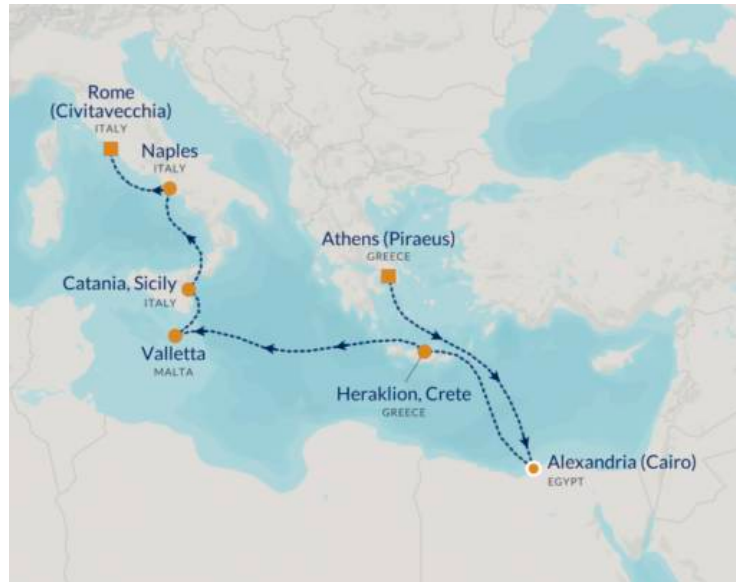 Rome
(Civitavecchia)
ITALY
Naples
ITALY
Athens (Piraeus)
GREECE
Catania, Sicily
ITALY
Valletta
MALTA
Heraklion, Crete
GREECE
Alexandria (Cairo)
EGYPT